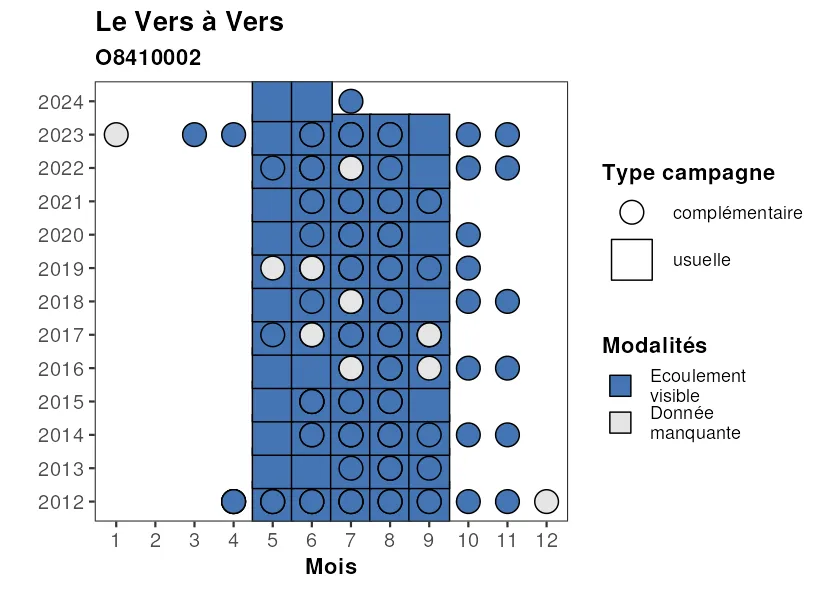 Le Vers à Vers
O8410002
2024
2023
2022
2021
2020
2019
2018
2017
2016
2015
2014
2013
2012
1 2 3 4 5 6 7 8 9 10 11 12
Mois
Type campagne
complémentaire
usuelle
Modalités
Ecoulement
visible
Donnée
manquante